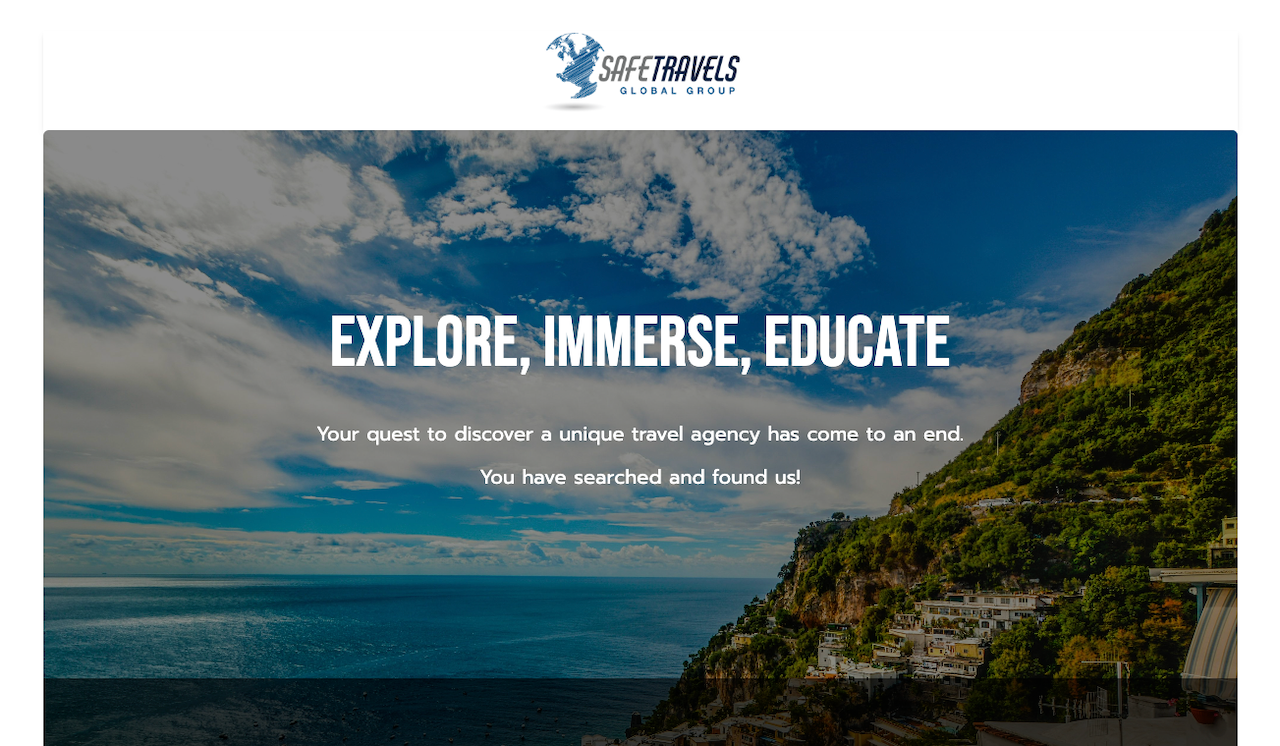 SAFETRAVELS
GLOBAL GROUP
EXPLORE, IMMERSE, EDUCATE
Your quest to discover a unique travel agency has come to an end.
You have searched and found us!